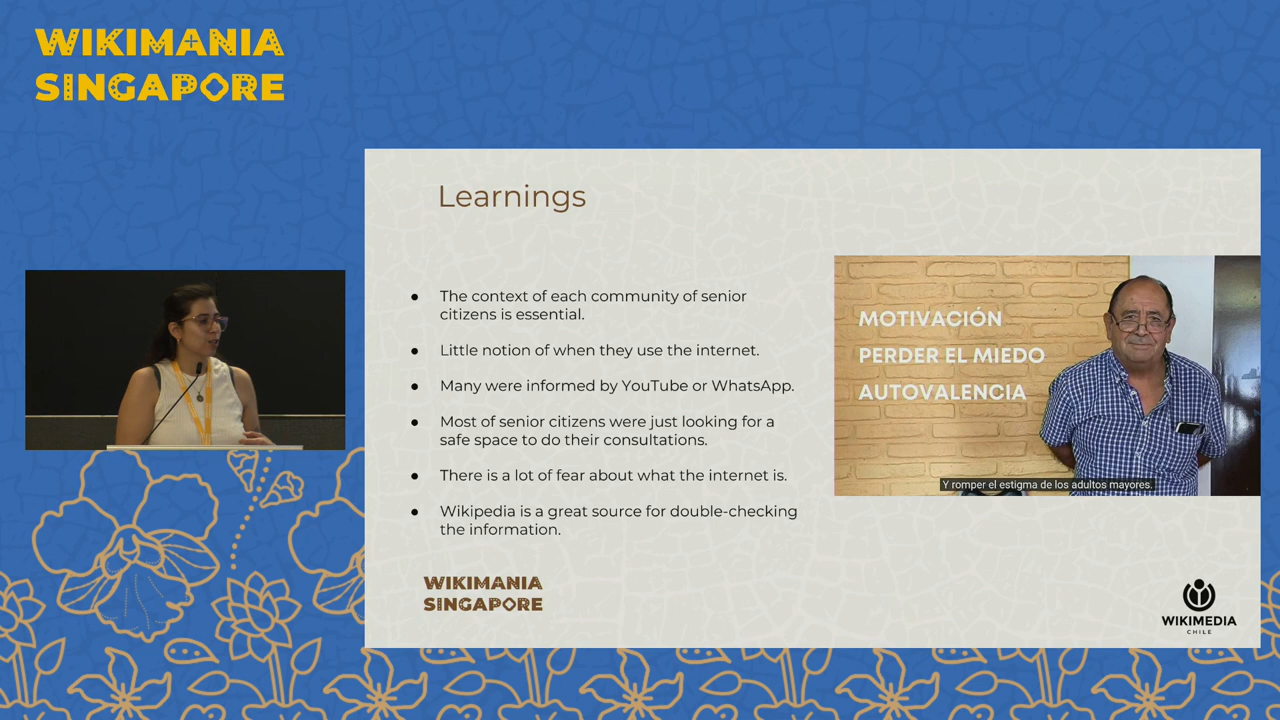 WIKIMANIA
SINGAPORE
Learnings
● The context of each community of senior
citizens is essential.
● Little notion of when they use the internet.
● Many were informed by YouTube or WhatsApp.
● Most of senior citizens were just looking for a
safe space to do their consultations.
● There is a lot of fear about what the internet is.
● Wikipedia is a great source for double-checking
the information.
MOTIVACIÓN
PERDER EL MIEDO
AUTOVALENCIA
Y romper el estigma de los adultos mayores.
WIKIMANIA
SINGAPORE
WIKIMEDIA
CHILE